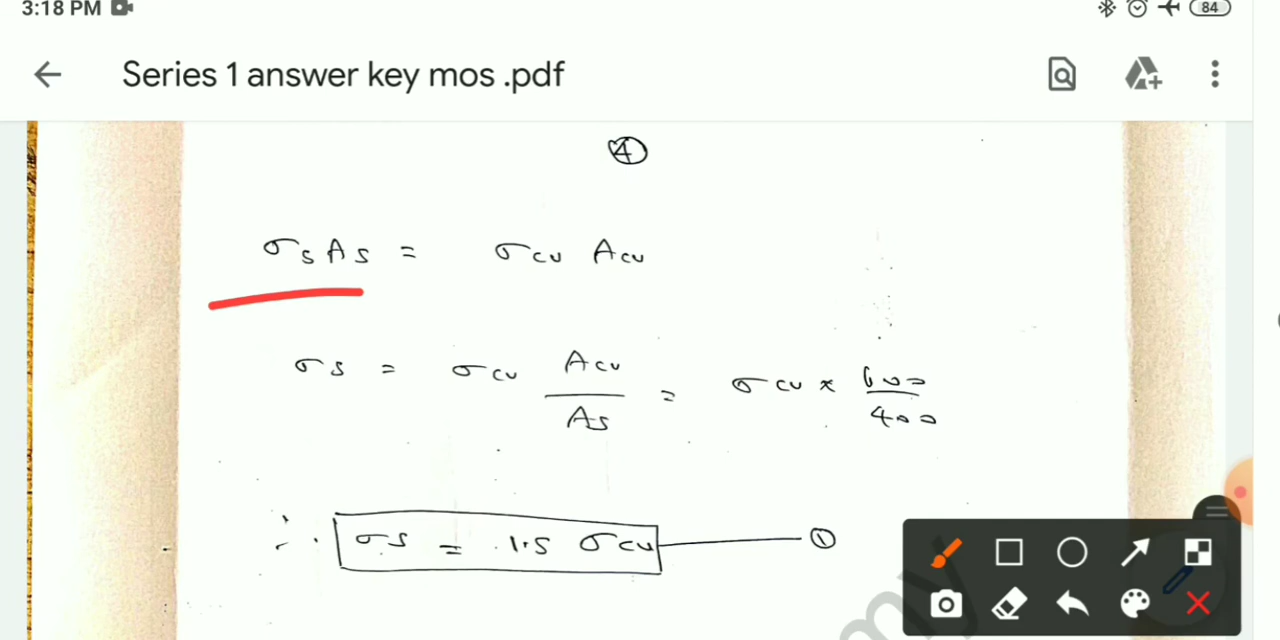 3:18 PM 84
Series 1 answer key mos .pdf
4
σs As = σcu Acu
σs = σcu Acu / As = σcu × 600 / 400
∴ σs = 1.5 σcu 1
my